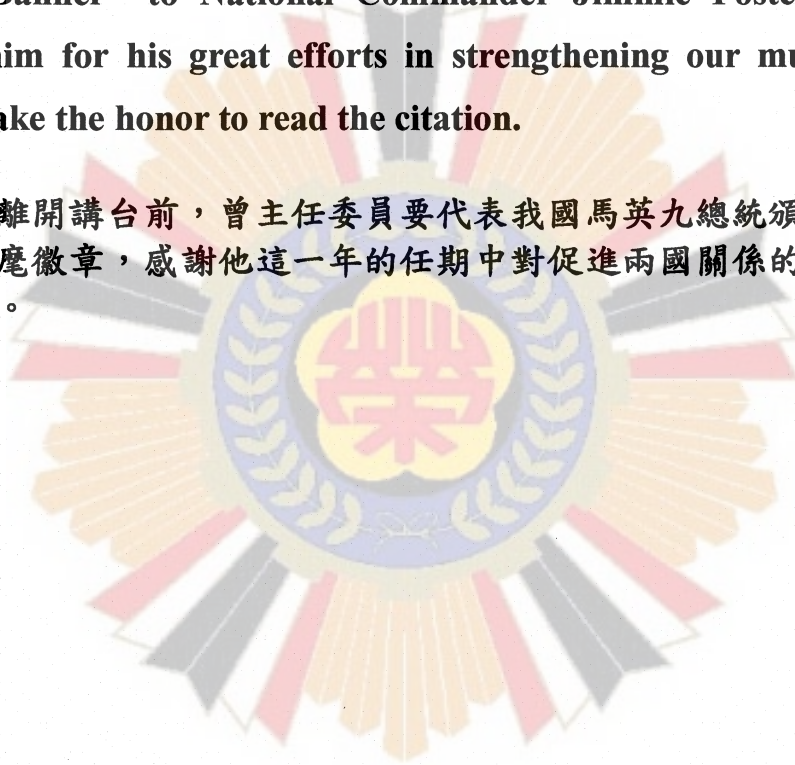 Banner" to National Commander Jimmie Foste
him for his great efforts in strengthening our mu
ake the honor to read the citation.
離開講台前，曾主任委員要代表我國馬英九總統頒
麾徽章，感謝他這一年的任期中對促進兩國關係的
。
榮